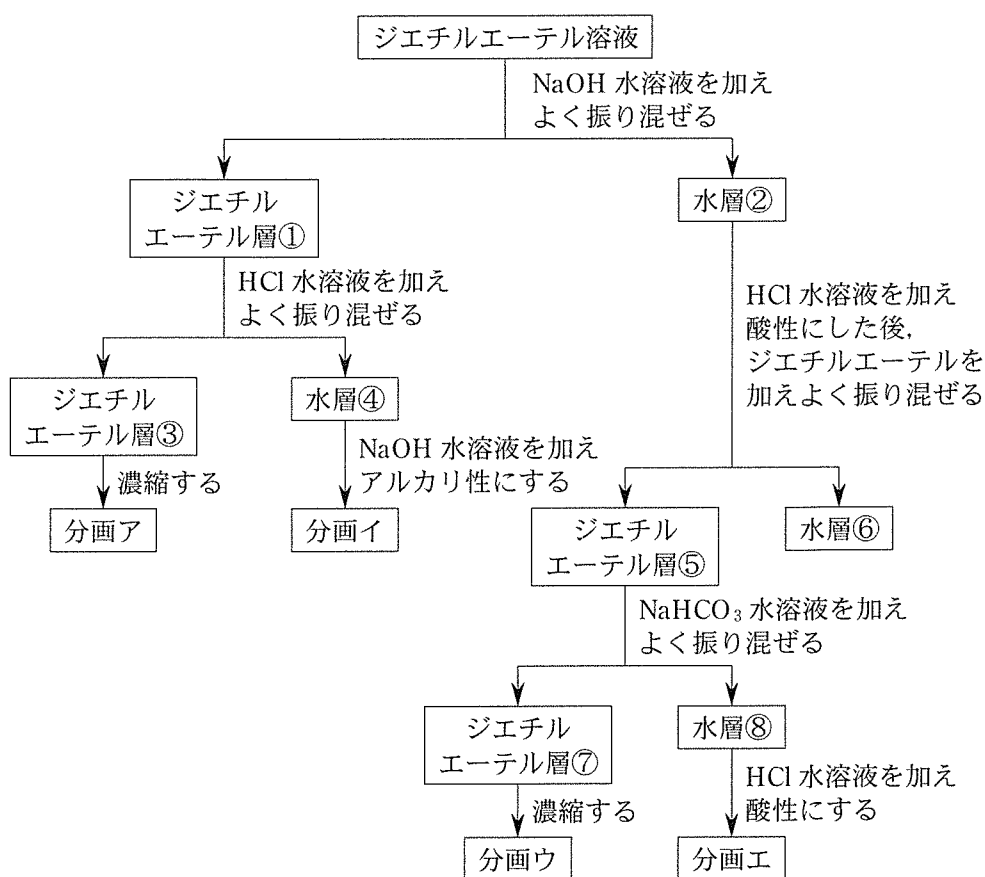 ジエチルエーテル溶液
NaOH 水溶液を加え
よく振り混ぜる
ジエチル
エーテル層①
水層②
HCl 水溶液を加え
よく振り混ぜる
HCl 水溶液を加え
酸性にした後,
ジエチルエーテルを
加えよく振り混ぜる
ジエチル
エーテル層③
水層④
濃縮する
NaOH 水溶液を加え
アルカリ性にする
分画ア
分画イ
ジエチル
エーテル層⑤
水層⑥
NaHCO₃ 水溶液を加え
よく振り混ぜる
ジエチル
エーテル層⑦
水層⑧
濃縮する
HCl 水溶液を加え
酸性にする
分画ウ
分画エ